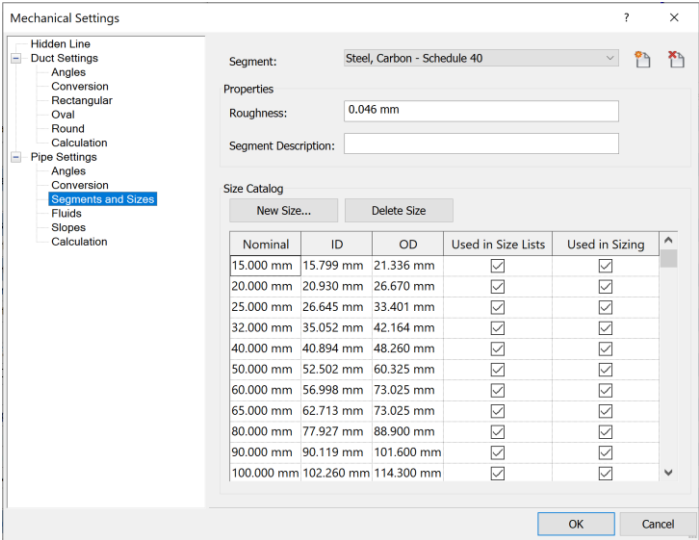 Mechanical Settings
?
Hidden Line
Duct Settings
Angles
Conversion
Rectangular
Oval
Round
Calculation
Pipe Settings
Angles
Conversion
Segments and Sizes
Fluids
Slopes
Calculation
Segment: Steel, Carbon - Schedule 40
Properties
Roughness: 0.046 mm
Segment Description:
Size Catalog
New Size... Delete Size
Nominal ID OD Used in Size Lists Used in Sizing
15.000 mm 15.799 mm 21.336 mm
20.000 mm 20.930 mm 26.670 mm
25.000 mm 26.645 mm 33.401 mm
32.000 mm 35.052 mm 42.164 mm
40.000 mm 40.894 mm 48.260 mm
50.000 mm 52.502 mm 60.325 mm
60.000 mm 56.998 mm 73.025 mm
65.000 mm 62.713 mm 73.025 mm
80.000 mm 77.927 mm 88.900 mm
90.000 mm 90.119 mm 101.600 mm
100.000 mm 102.260 mm 114.300 mm
OK Cancel